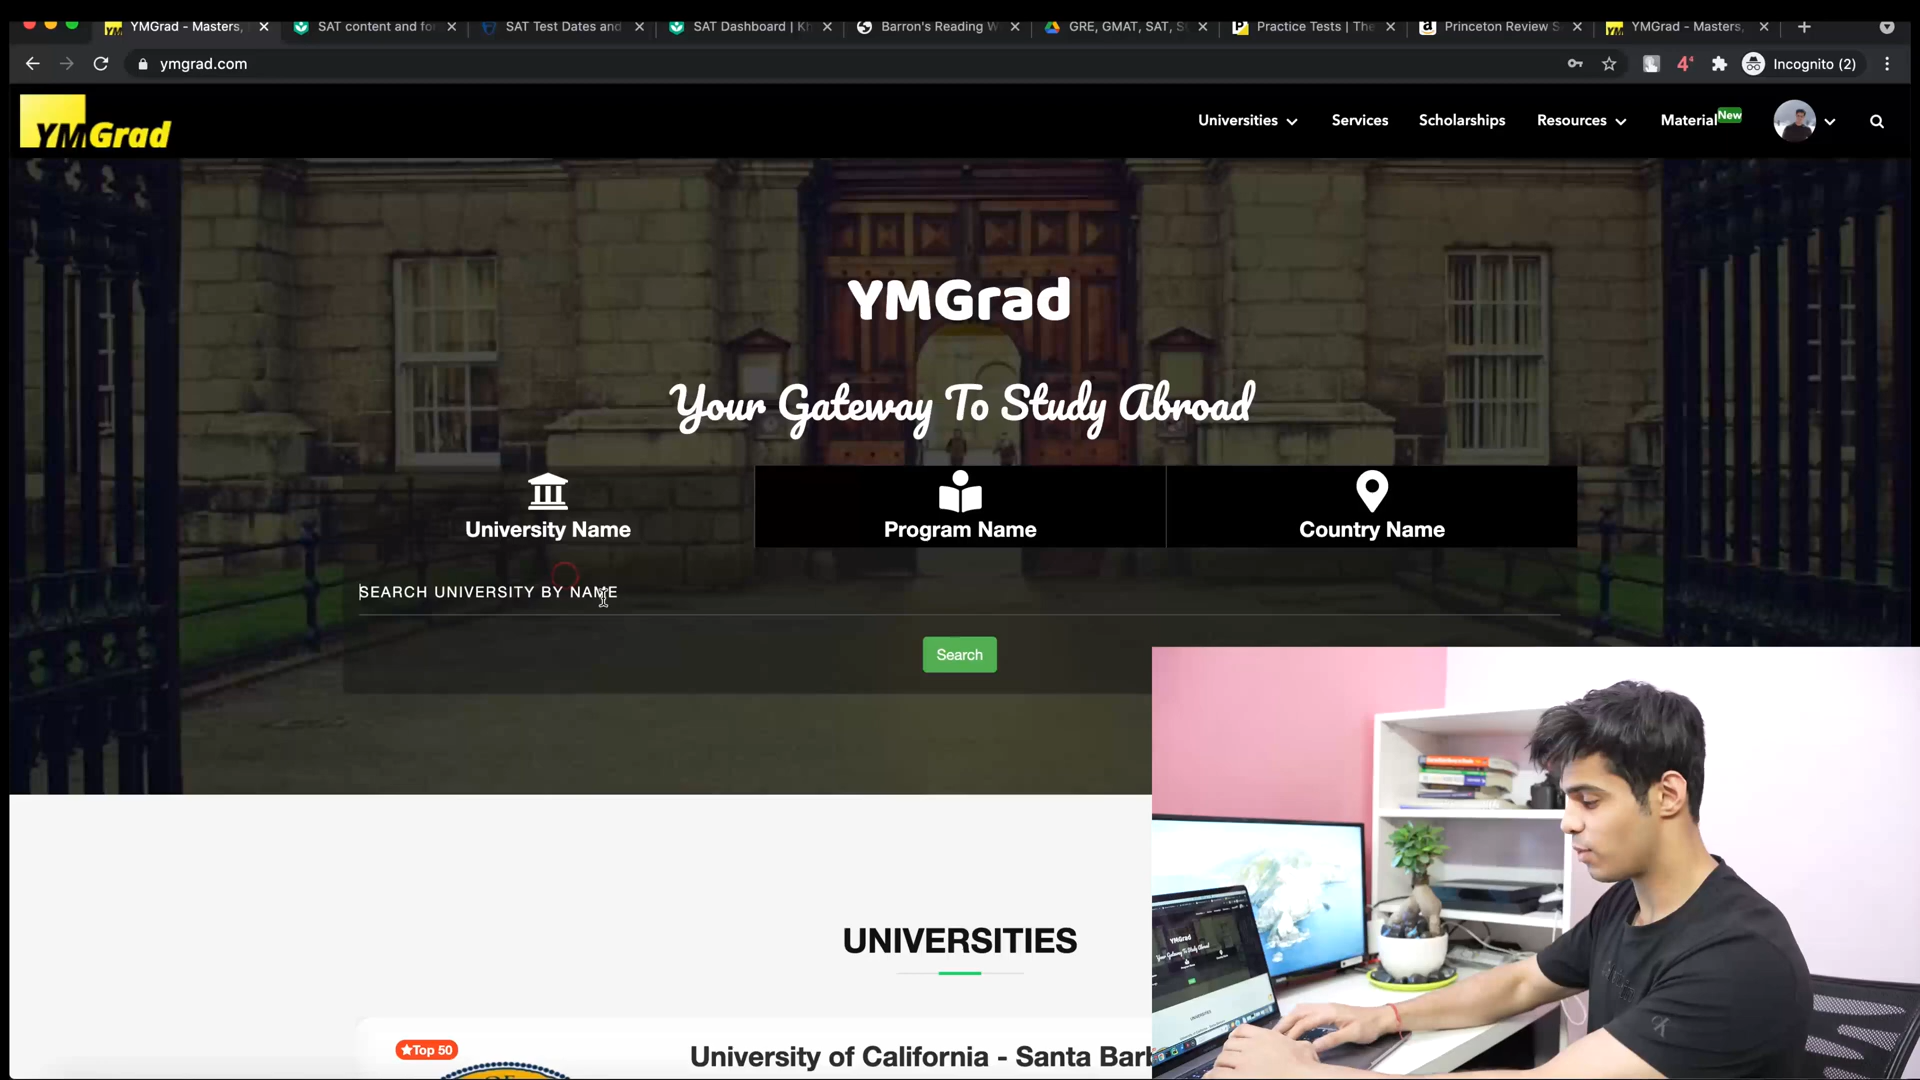 YMGrad - Masters,
SAT content and fo
SAT Test Dates and
SAT Dashboard | Kh
Barron's Reading W
GRE, GMAT, SAT, S
Practice Tests | The
Princeton Review S
YMGrad - Masters,
ymgrad.com
Incognito (2)
YMGrad
Universities
Services
Scholarships
Resources
Material New
YMGrad
Your Gateway To Study Abroad
University Name
Program Name
Country Name
SEARCH UNIVERSITY BY NAME
Search
UNIVERSITIES
Top 50
University of California - Santa Barb